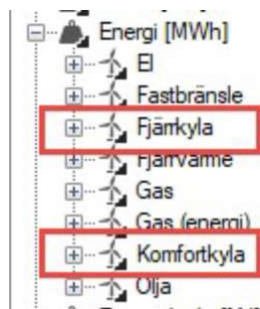 Energi [MWh]
El
Fastbränsle
Fjärrkyla
Fjärrvärme
Gas
Gas (energi)
Komfortkyla
Olja